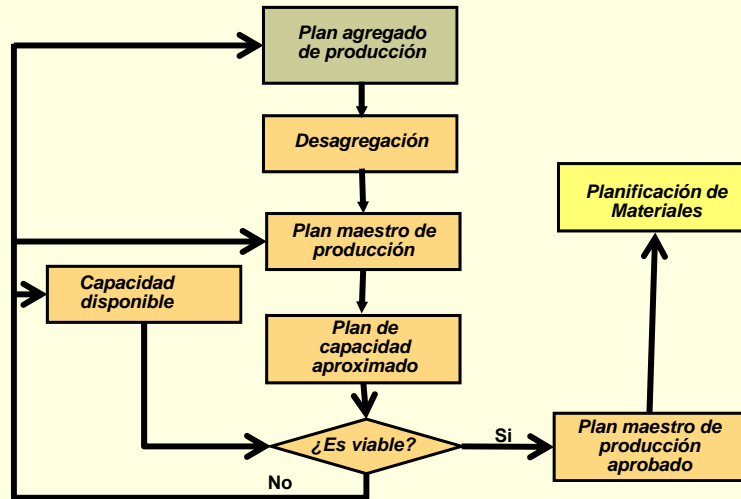 Plan agregado
de producción
Desagregación
Planificación de
Materiales
Plan maestro de
producción
Capacidad
disponible
Plan de
capacidad
aproximado
¿Es viable?
Si
Plan maestro de
producción
aprobado
No